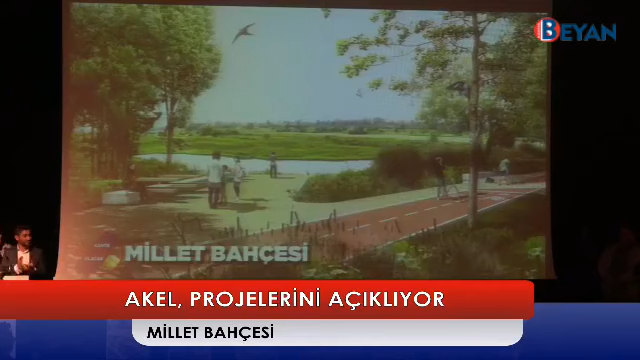 BEYAN
MİLLET BAHÇESİ
AKEL, PROJELERİNİ AÇIKLIYOR
MİLLET BAHÇESİ